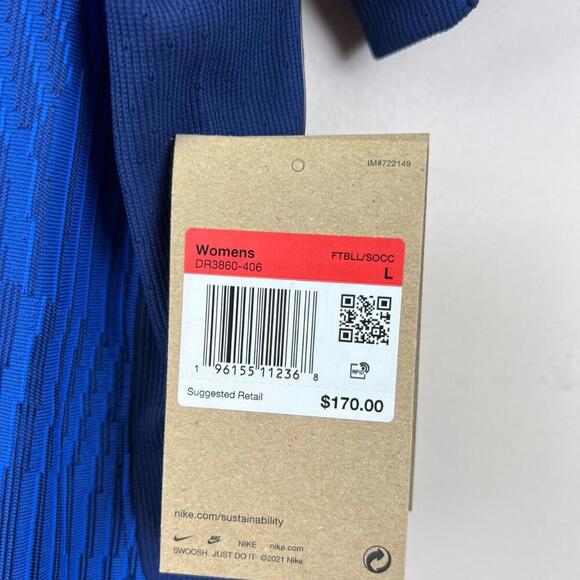 IM#722149
Womens FTBLL/SOCC
DR3860-406 L
1 96155 11236 8
RFID
Suggested Retail $170.00
nike.com/sustainability
NIKE nike.com
SWOOSH. JUST DO IT ©2021 Nike